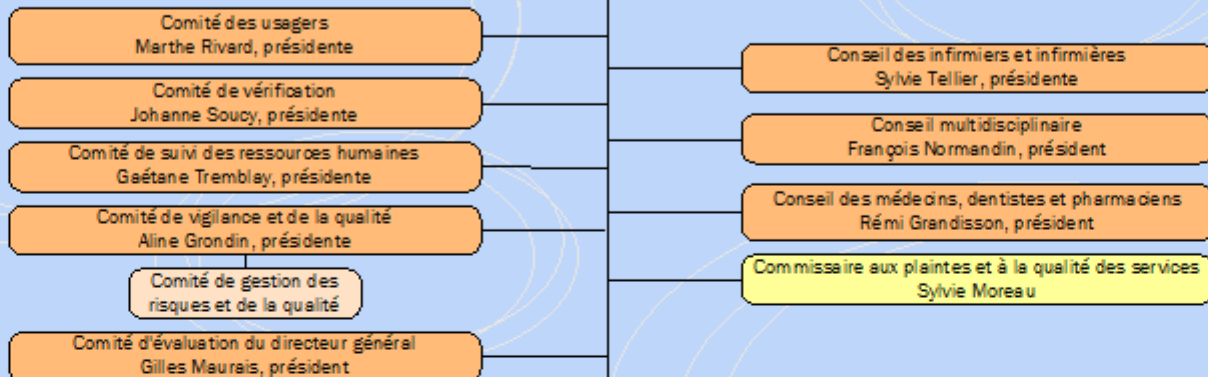 Comité des usagers
Marthe Rivard, présidente
Comité de vérification
Johanne Soucy, présidente
Comité de suivi des ressources humaines
Gaétane Tremblay, présidente
Comité de vigilance et de la qualité
Aline Grondin, présidente
Comité de gestion des
risques et de la qualité
Comité d'évaluation du directeur général
Gilles Maurais, président
Conseil des infirmiers et infirmières
Sylvie Tellier, présidente
Conseil multidisciplinaire
François Normandin, président
Conseil des médecins, dentistes et pharmaciens
Rémi Grandisson, président
Commissaire aux plaintes et à la qualité des services
Sylvie Moreau